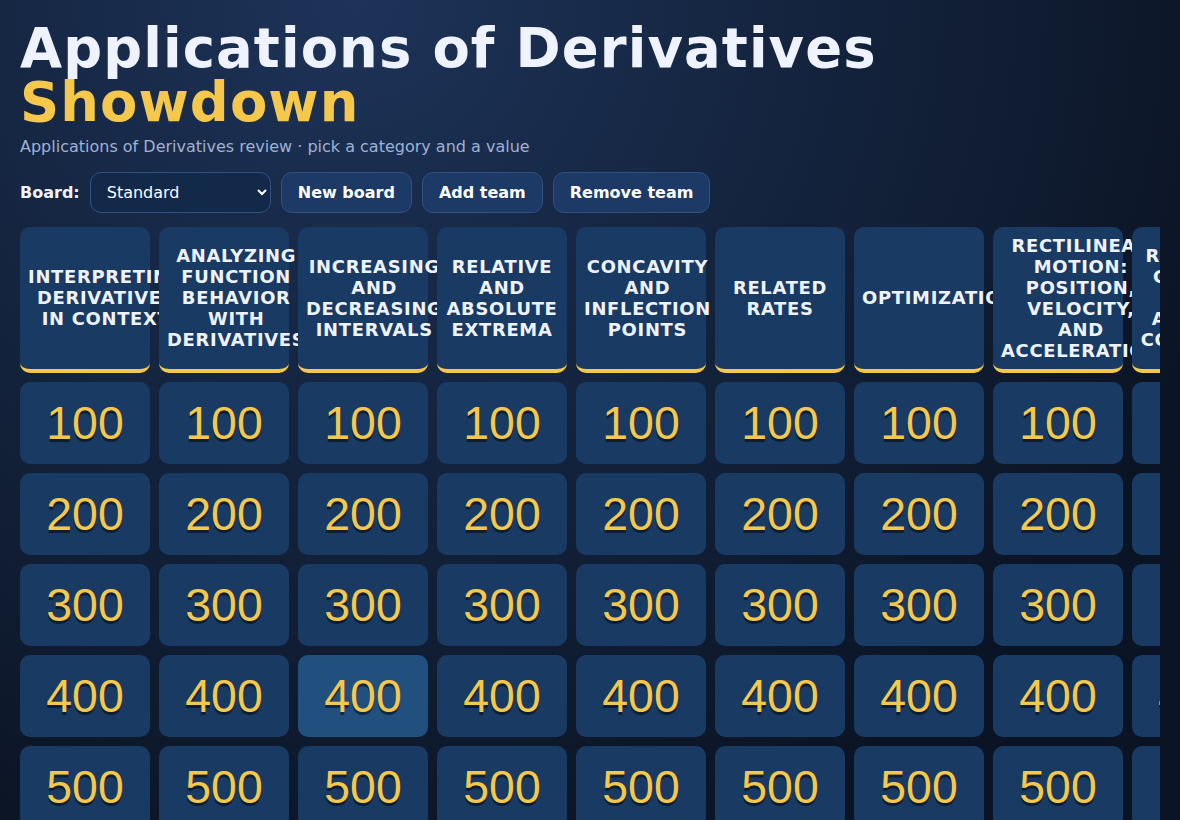 Applications of Derivatives
Showdown
Applications of Derivatives review · pick a category and a value
Board: Standard New board Add team Remove team
INTERPRETIN
DERIVATIVE
IN CONTEXT
ANALYZING
FUNCTION
BEHAVIOR
WITH
DERIVATIVES
INCREASING
AND
DECREASING
INTERVALS
RELATIVE
AND
ABSOLUTE
EXTREMA
CONCAVITY
AND
INFLECTION
POINTS
RELATED
RATES
OPTIMIZATIO
RECTILINEA
MOTION:
POSITION,
VELOCITY,
AND
ACCELERATIO
100 100 100 100 100 100 100 100
200 200 200 200 200 200 200 200
300 300 300 300 300 300 300 300
400 400 400 400 400 400 400 400
500 500 500 500 500 500 500 500